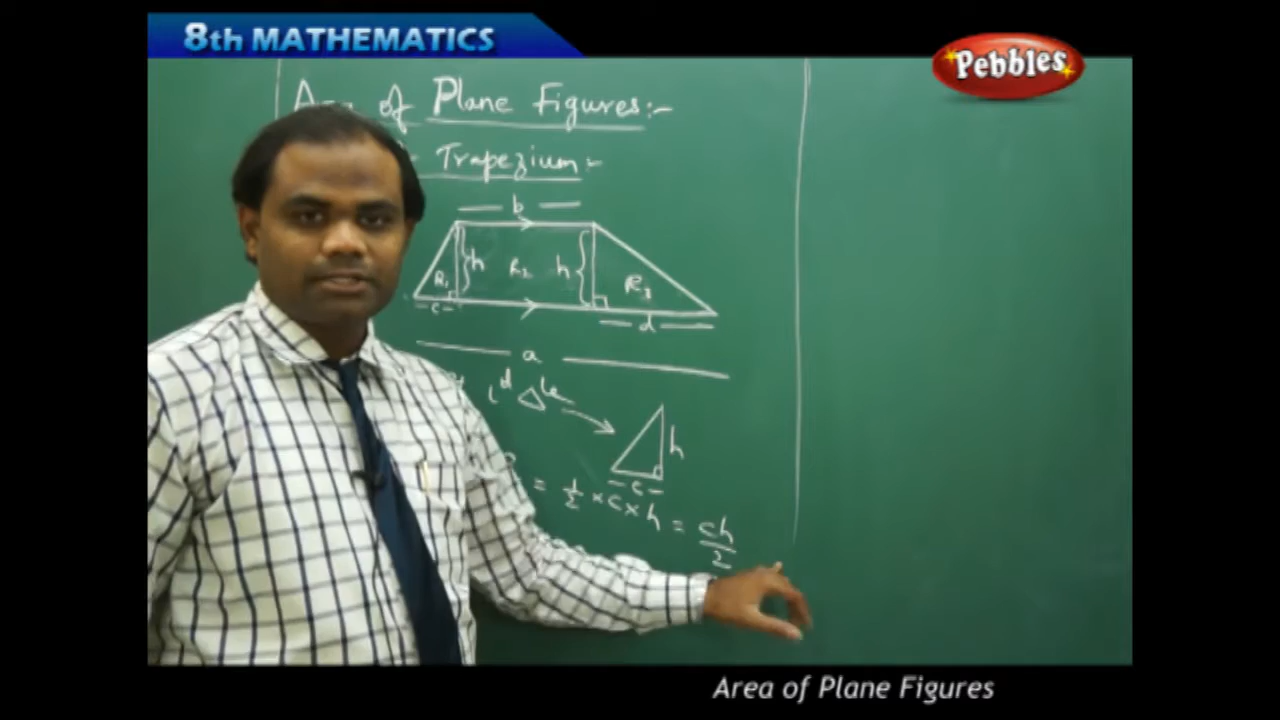 8th MATHEMATICS
Pebbles
of Plane Figures:-
Trapezium:-
b
h
h
R₁
R₂
R₃
c
d
a
h
c
= 1/2 × c × h = ch/2
Area of Plane Figures